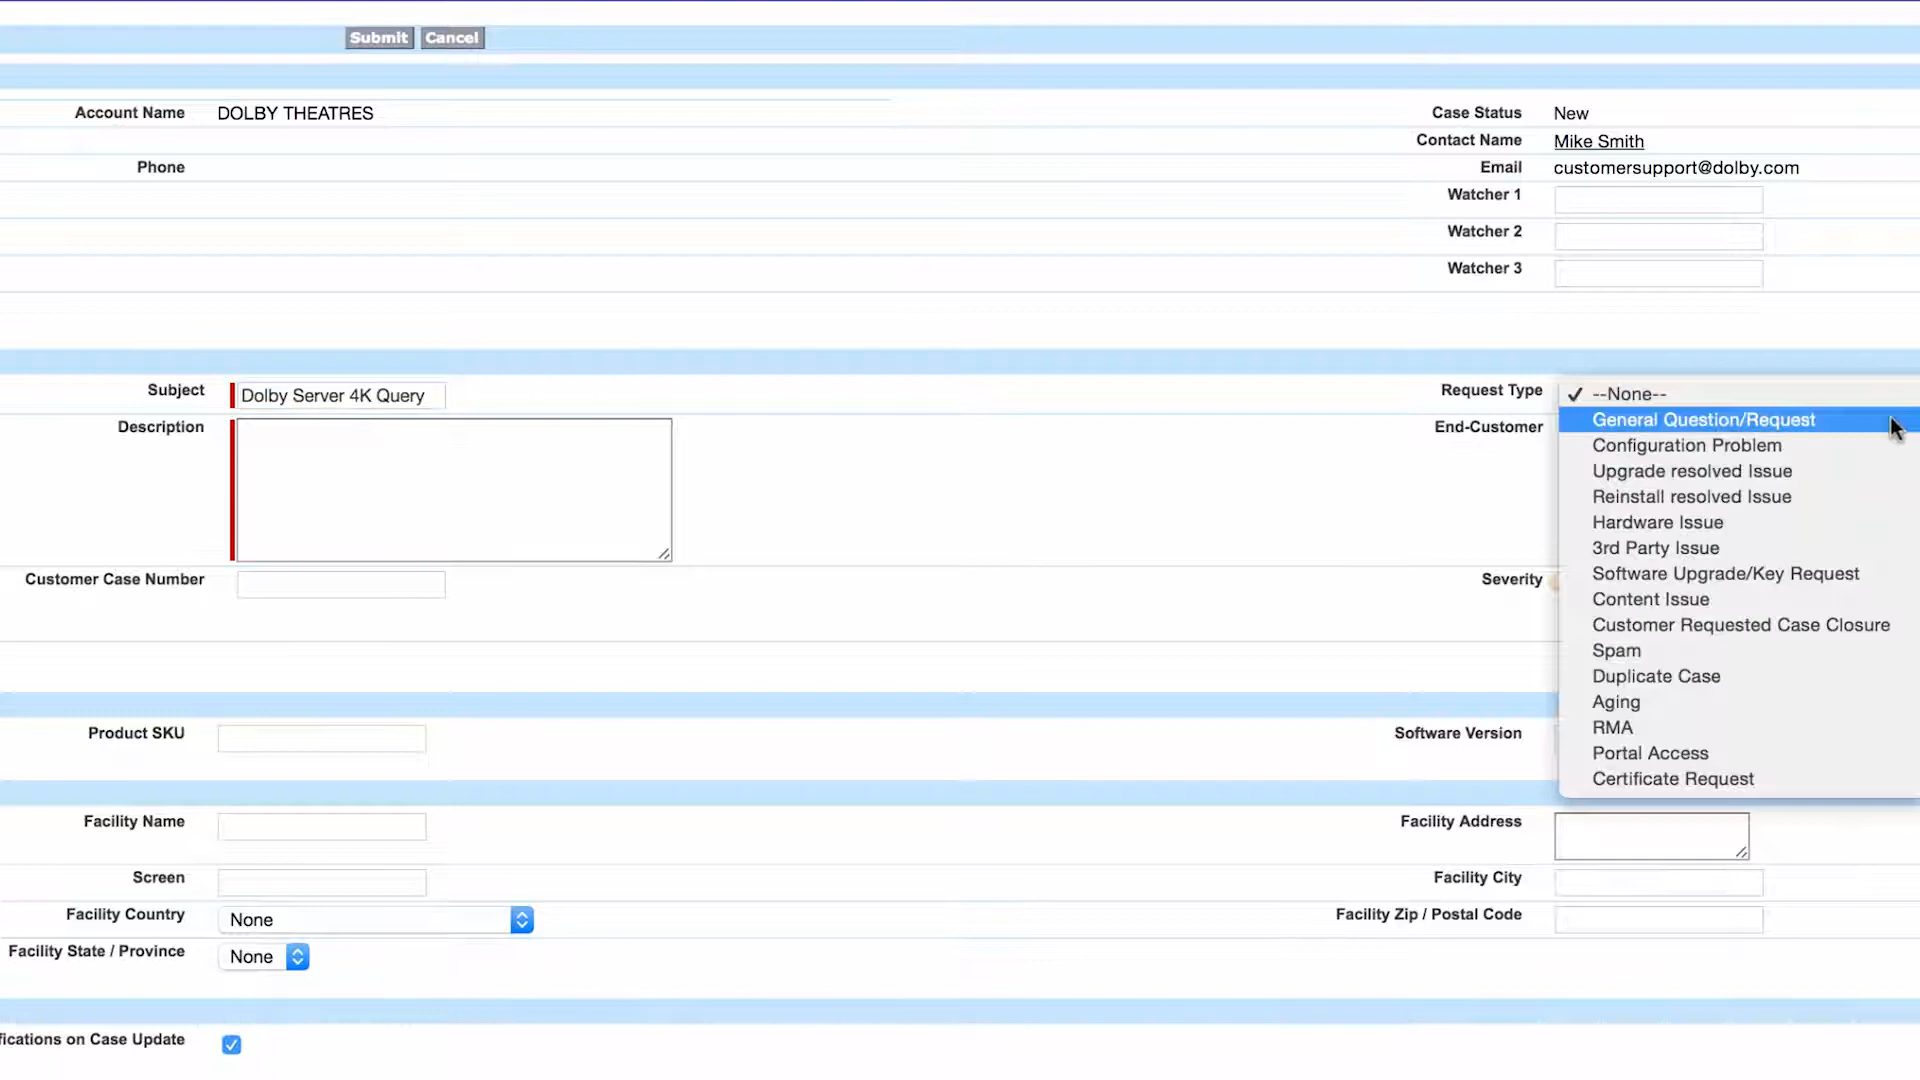 Submit Cancel
Account Name DOLBY THEATRES Case Status New
Contact Name Mike Smith
Phone Email customersupport@dolby.com
Watcher 1
Watcher 2
Watcher 3
Subject Dolby Server 4K Query Request Type ✓ --None--
General Question/Request
Description End-Customer
Configuration Problem
Upgrade resolved Issue
Reinstall resolved Issue
Hardware Issue
3rd Party Issue
Software Upgrade/Key Request
Customer Case Number Severity
Content Issue
Customer Requested Case Closure
Spam
Duplicate Case
Aging
RMA
Product SKU Software Version
Portal Access
Certificate Request
Facility Name Facility Address
Screen Facility City
Facility Country None Facility Zip / Postal Code
Facility State / Province None
ifications on Case Update